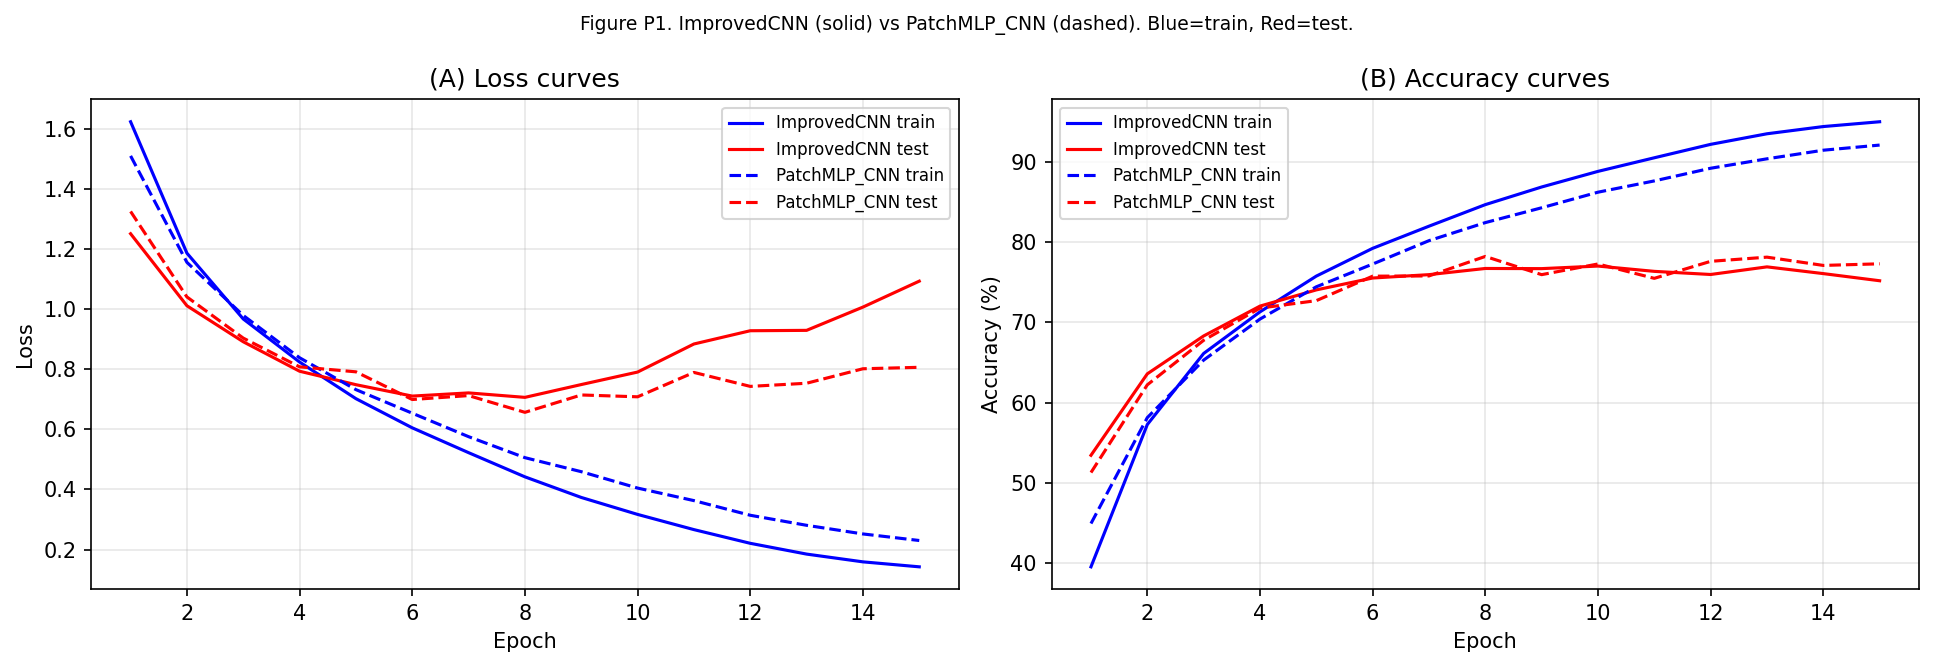 Figure P1. ImprovedCNN (solid) vs PatchMLP_CNN (dashed). Blue=train, Red=test.
(A) Loss curves
ImprovedCNN train
ImprovedCNN test
PatchMLP_CNN train
PatchMLP_CNN test
1.6
1.4
1.2
1.0
0.8
0.6
0.4
0.2
Loss
2 4 6 8 10 12 14
Epoch
(B) Accuracy curves
ImprovedCNN train
ImprovedCNN test
PatchMLP_CNN train
PatchMLP_CNN test
90
80
70
60
50
40
Accuracy (%)
2 4 6 8 10 12 14
Epoch